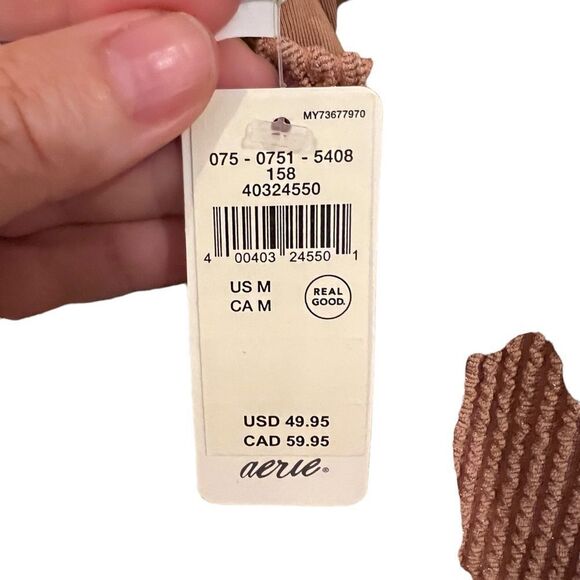 MY73677970
075 - 0751 - 5408
158
40324550
4 00403 24550 1
US M
CA M
REAL
GOOD.
USD 49.95
CAD 59.95
aerie®